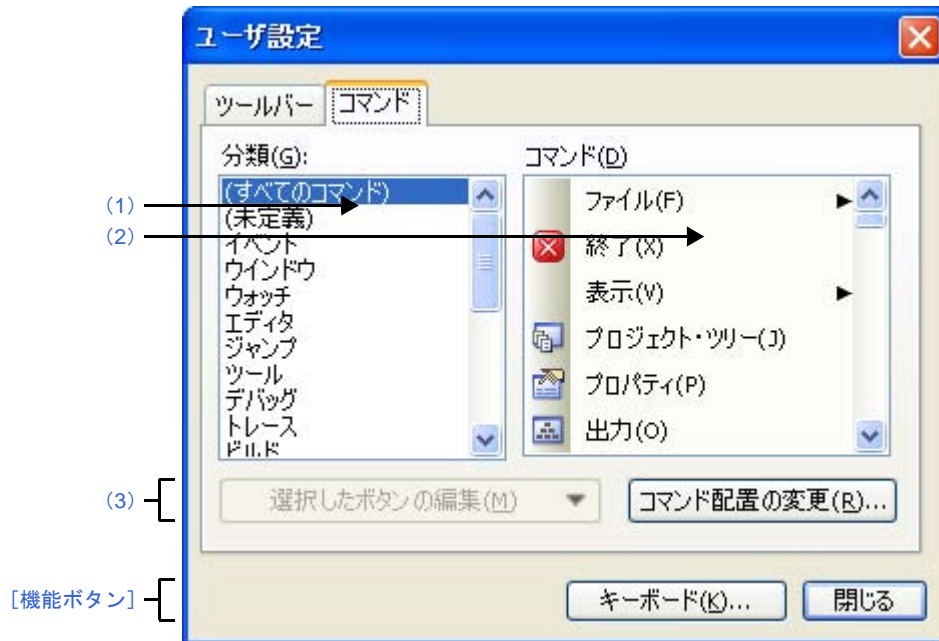 ユーザ設定
ツールバー コマンド
分類(G): コマンド(D)
(1)
(2)
(すべてのコマンド)
(未定義)
イベント
ウインドウ
ウォッチ
エディタ
ジャンプ
ツール
デバッグ
トレース
ビルド
ファイル(F)
終了(X)
表示(V)
プロジェクト・ツリー(J)
プロパティ(P)
出力(O)
(3)
選択したボタンの編集(M) コマンド配置の変更(R)...
[機能ボタン]
キーボード(K)... 閉じる